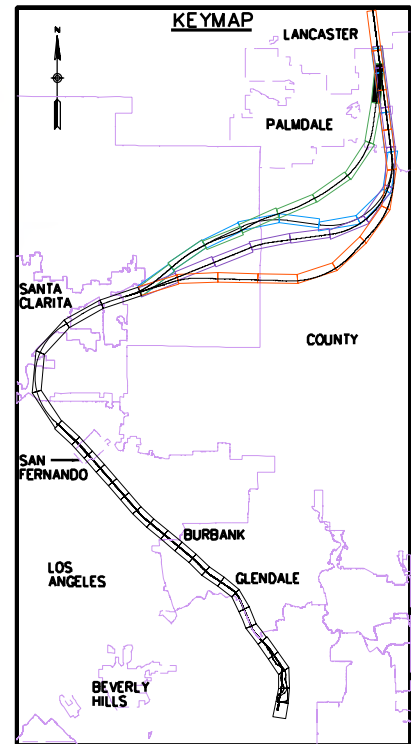 KEYMAP
N
LANCASTER
PALMDALE
SANTA
CLARITA
COUNTY
SAN
FERNANDO
BURBANK
LOS
ANGELES
GLENDALE
BEVERLY
HILLS